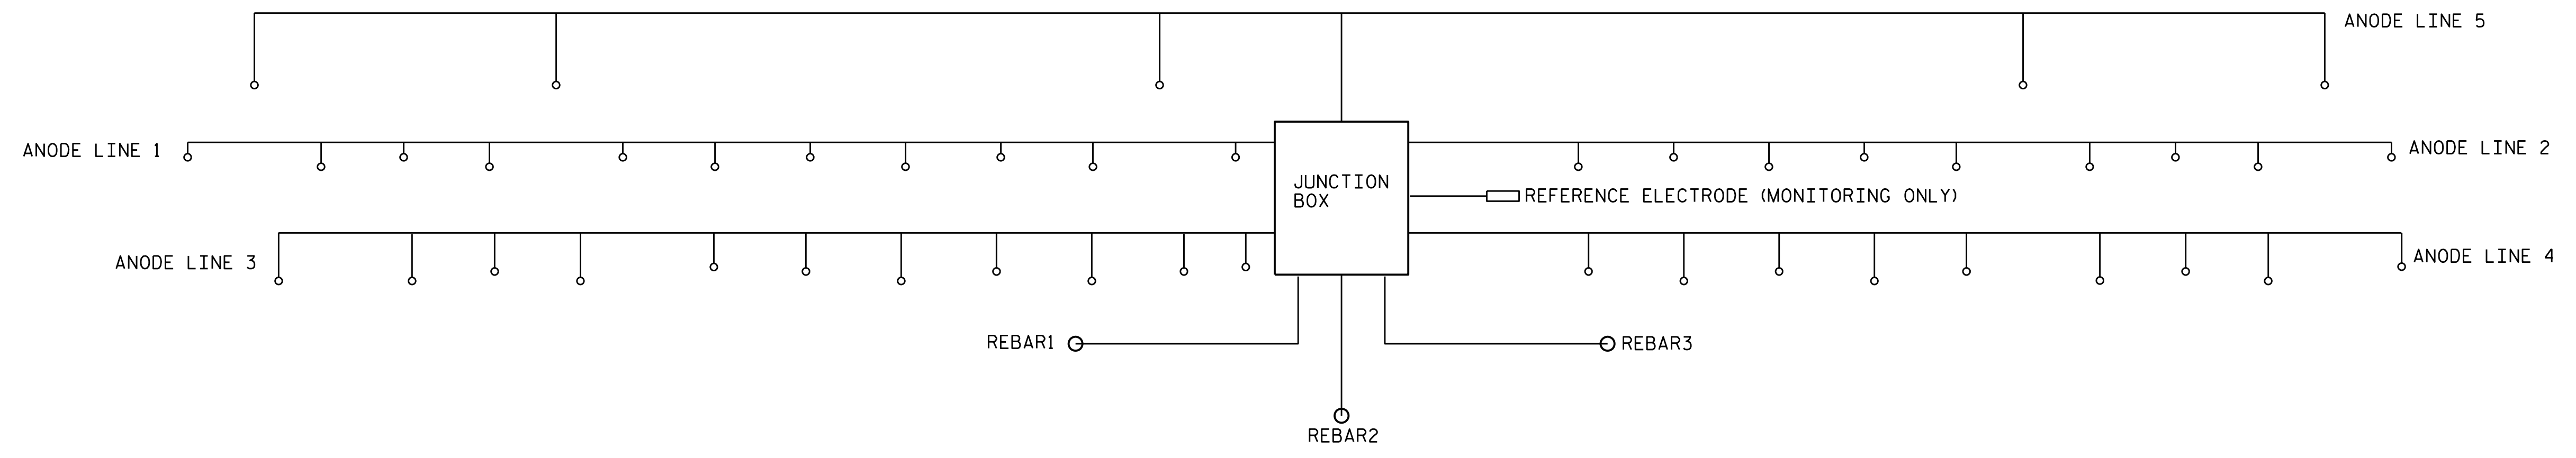 ANODE LINE 5
ANODE LINE 1
ANODE LINE 2
JUNCTION
BOX
REFERENCE ELECTRODE (MONITORING ONLY)
ANODE LINE 3
ANODE LINE 4
REBAR1
REBAR3
REBAR2